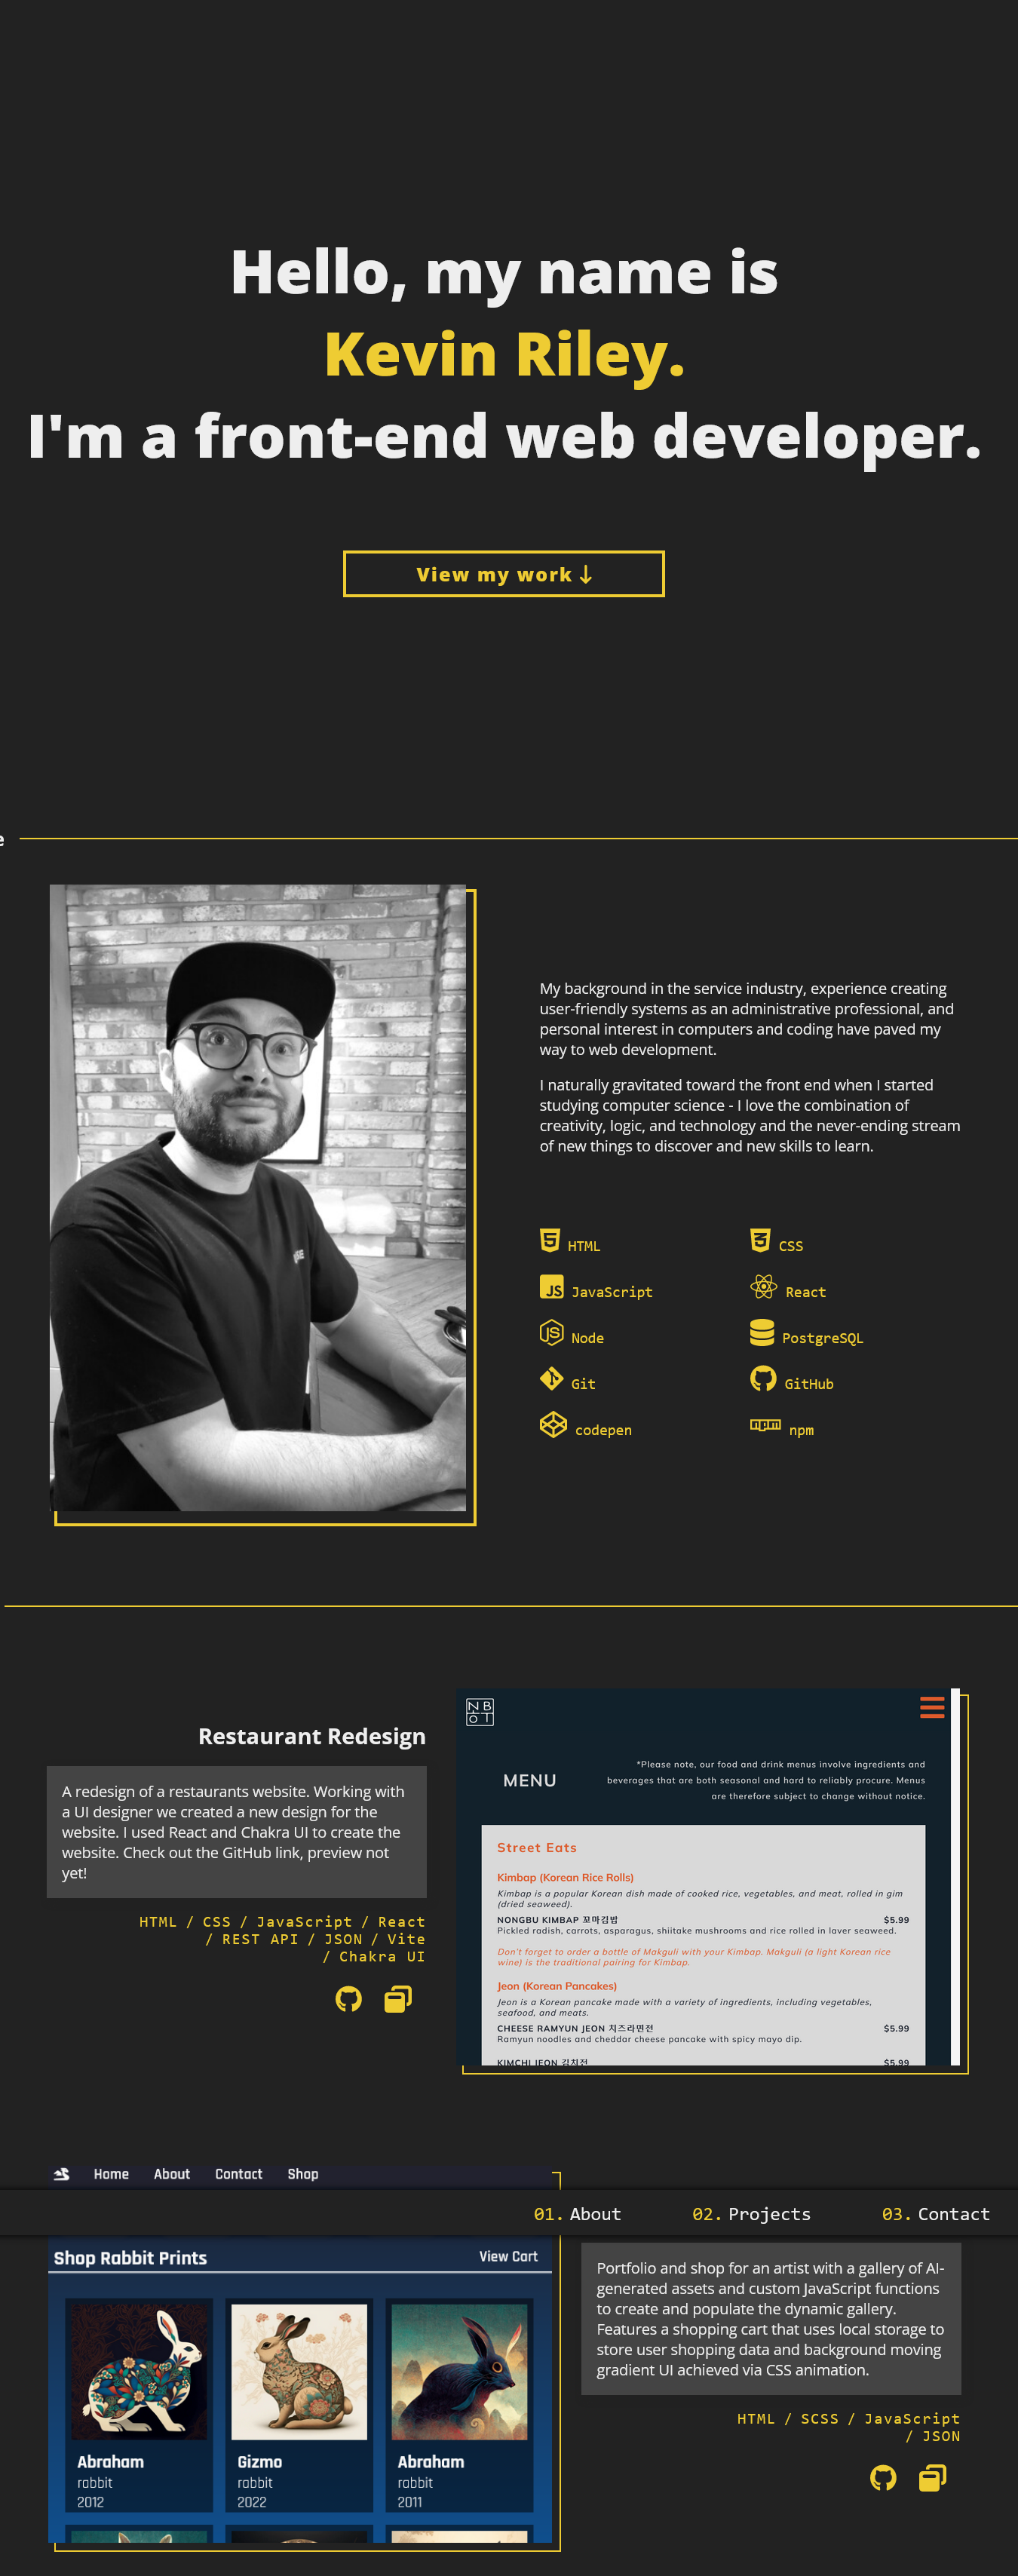 Hello, my name is
Kevin Riley.
I'm a front-end web developer.
View my work ↓
e
My background in the service industry, experience creating
user-friendly systems as an administrative professional, and
personal interest in computers and coding have paved my
way to web development.
I naturally gravitated toward the front end when I started
studying computer science - I love the combination of
creativity, logic, and technology and the never-ending stream
of new things to discover and new skills to learn.
HTML
CSS
JS JavaScript
React
Node
PostgreSQL
Git
GitHub
codepen
npm npm
Restaurant Redesign
A redesign of a restaurants website. Working with
a UI designer we created a new design for the
website. I used React and Chakra UI to create the
website. Check out the GitHub link, preview not
yet!
HTML / CSS / JavaScript / React
/ REST API / JSON / Vite
/ Chakra UI
NB
OT
MENU
*Please note, our food and drink menus involve ingredients and
beverages that are both seasonal and hard to reliably procure. Menus
are therefore subject to change without notice.
Street Eats
Kimbap (Korean Rice Rolls)
Kimbap is a popular Korean dish made of cooked rice, vegetables, and meat, rolled in gim
(dried seaweed).
NONGBU KIMBAP 꼬마김밥 $5.99
Pickled radish, carrots, asparagus, shiitake mushrooms and rice rolled in laver seaweed.
Don't forget to order a bottle of Makguli with your Kimbap. Makguli (a light Korean rice
wine) is the traditional pairing for Kimbap.
Jeon (Korean Pancakes)
Jeon is a Korean pancake made with a variety of ingredients, including vegetables,
seafood, and meats.
CHEESE RAMYUN JEON 치즈라면전 $5.99
Ramyun noodles and cheddar cheese pancake with spicy mayo dip.
KIMCHI JEON 김치전 $5.99
Home About Contact Shop
01. About 02. Projects 03. Contact
Shop Rabbit Prints View Cart
Abraham
rabbit
2012
Gizmo
rabbit
2022
Abraham
rabbit
2011
Portfolio and shop for an artist with a gallery of AI-
generated assets and custom JavaScript functions
to create and populate the dynamic gallery.
Features a shopping cart that uses local storage to
store user shopping data and background moving
gradient UI achieved via CSS animation.
HTML / SCSS / JavaScript
/ JSON